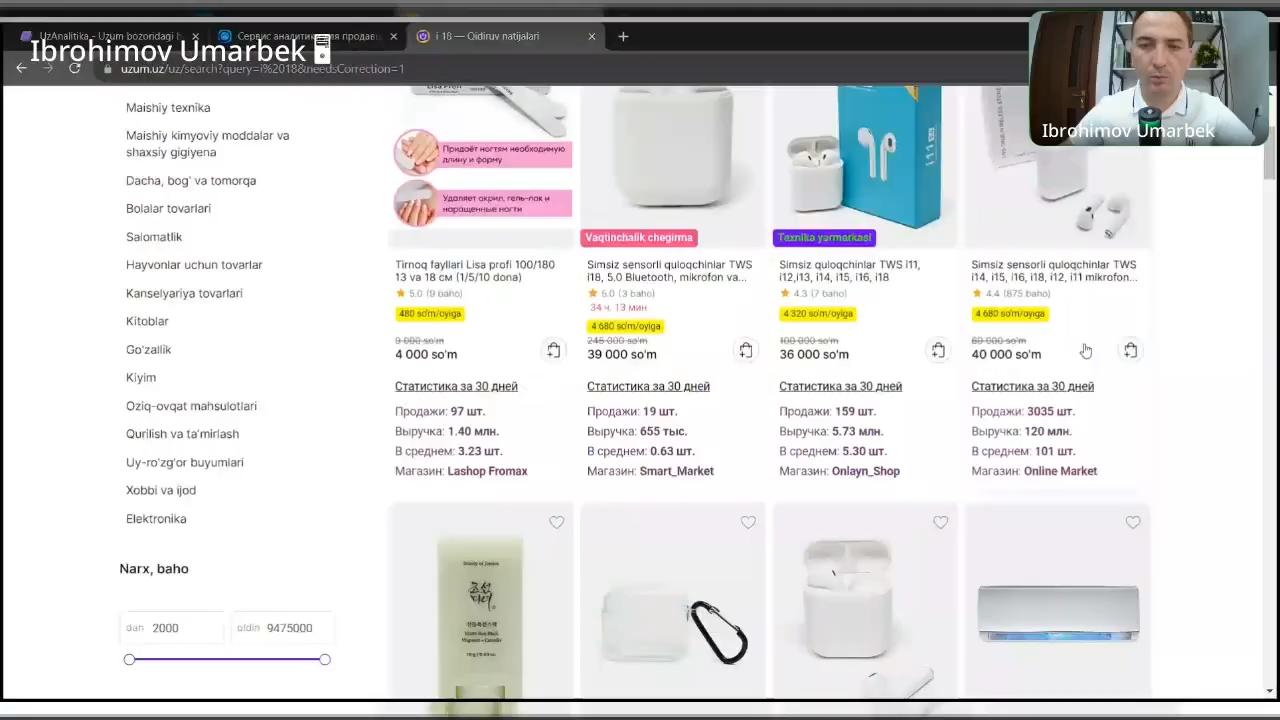 UzAnalitika - Uzum bozoridagi b
Сервис аналитики для продав
i 18 — Qidiruv natijalari
Ibrohimov Umarbek
uzum.uz/uz/search?query=i%2018&needsCorrection=1
Ibrohimov Umarbek
Maishiy texnika
Maishiy kimyoviy moddalar va
shaxsiy gigiyena
Dacha, bog' va tomorqa
Bolalar tovarlari
Salomatlik
Hayvonlar uchun tovarlar
Kanselyariya tovarlari
Kitoblar
Go'zallik
Kiyim
Oziq-ovqat mahsulotlari
Qurilish va ta'mirlash
Uy-ro'zg'or buyumlari
Xobbi va ijod
Elektronika
Narx, baho
dan 2000
oldin 9475000
Придаёт ногтям необходимую
длину и форму
Удаляет акрил, гель-лак и
наращенные ногти
Tirnoq fayllari Lisa profi 100/180
13 va 18 см (1/5/10 dona)
5.0 (9 baho)
480 so'm/oyiga
9 000 so'm
4 000 so'm
Статистика за 30 дней
Продажи: 97 шт.
Выручка: 1.40 млн.
В среднем: 3.23 шт.
Магазин: Lashop Fromax
Vaqtinchalik chegirma
Simsiz sensorli quloqchinlar TWS
i18, 5.0 Bluetooth, mikrofon va...
5.0 (3 baho)
34 ч. 13 мин
4 680 so'm/oyiga
245 000 so'm
39 000 so'm
Статистика за 30 дней
Продажи: 19 шт.
Выручка: 655 тыс.
В среднем: 0.63 шт.
Магазин: Smart_Market
Texnika yarmarkasi
Simsiz quloqchinlar TWS i11,
i12,i13, i14, i15, i16, i18
4.3 (7 baho)
4 320 so'm/oyiga
100 000 so'm
36 000 so'm
Статистика за 30 дней
Продажи: 159 шт.
Выручка: 5.73 млн.
В среднем: 5.30 шт.
Магазин: Onlayn_Shop
Simsiz sensorli quloqchinlar TWS
i14, i15, i16, i18, i12, i11 mikrofon...
4.4 (875 baho)
4 680 so'm/oyiga
60 000 so'm
40 000 so'm
Статистика за 30 дней
Продажи: 3035 шт.
Выручка: 120 млн.
В среднем: 101 шт.
Магазин: Online Market